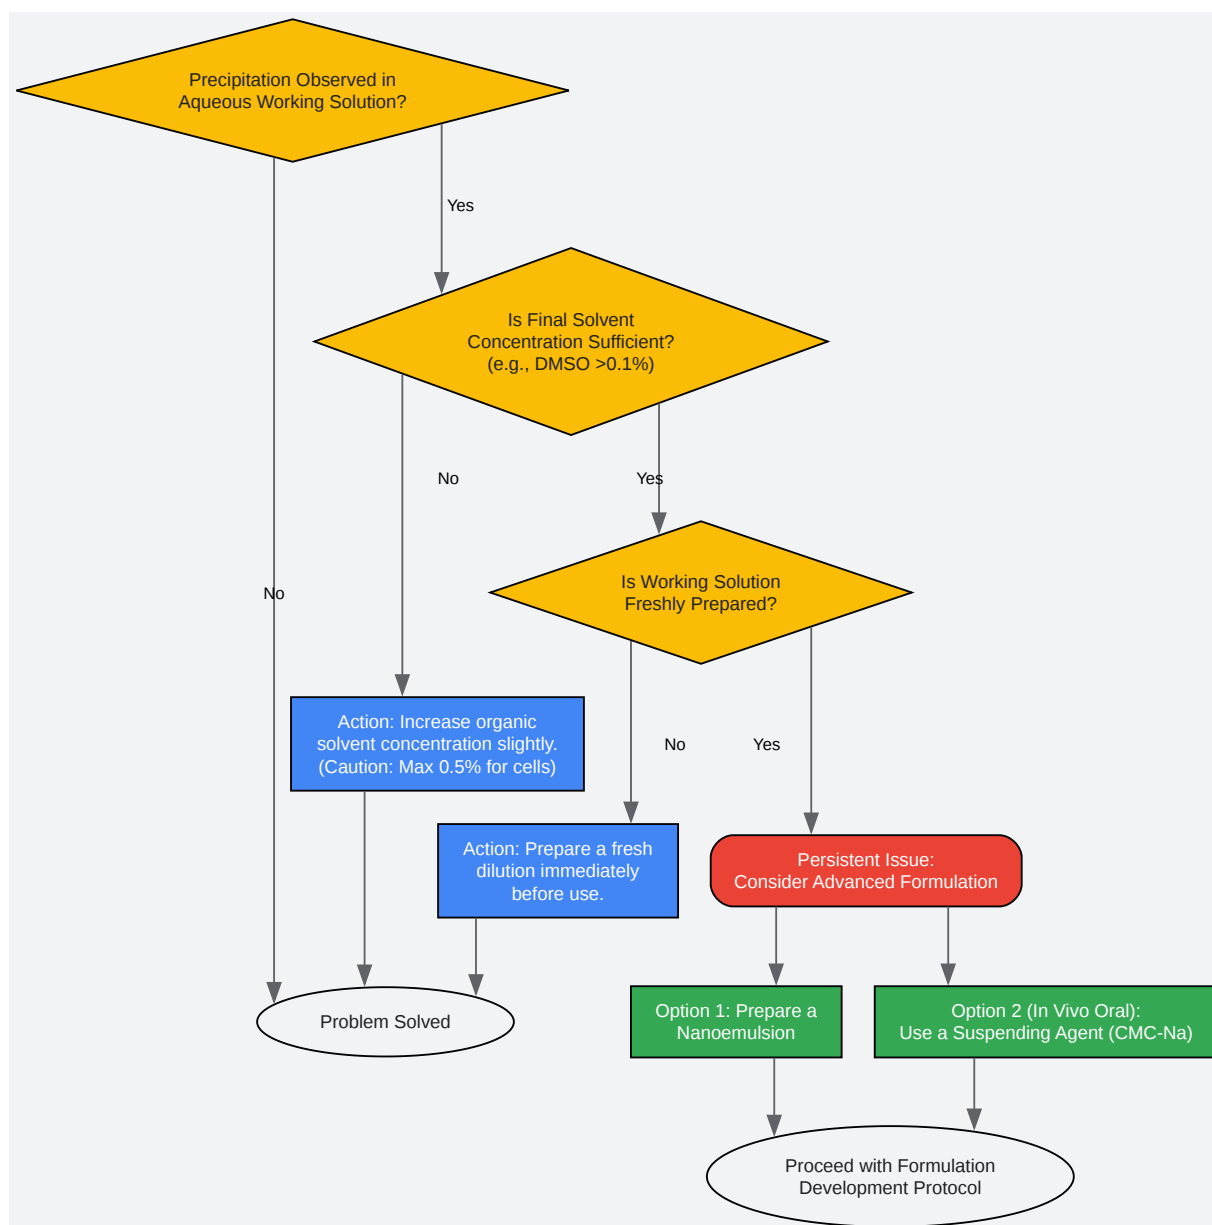 Precipitation Observed in
Aqueous Working Solution?
Yes
Is Final Solvent
Concentration Sufficient?
(e.g., DMSO >0.1%)
No
Yes
Is Working Solution
Freshly Prepared?
No
Action: Increase organic
solvent concentration slightly.
(Caution: Max 0.5% for cells)
No
Yes
Action: Prepare a fresh
dilution immediately
before use.
Persistent Issue:
Consider Advanced Formulation
Problem Solved
Option 1: Prepare a
Nanoemulsion
Option 2 (In Vivo Oral):
Use a Suspending Agent (CMC-Na)
Proceed with Formulation
Development Protocol